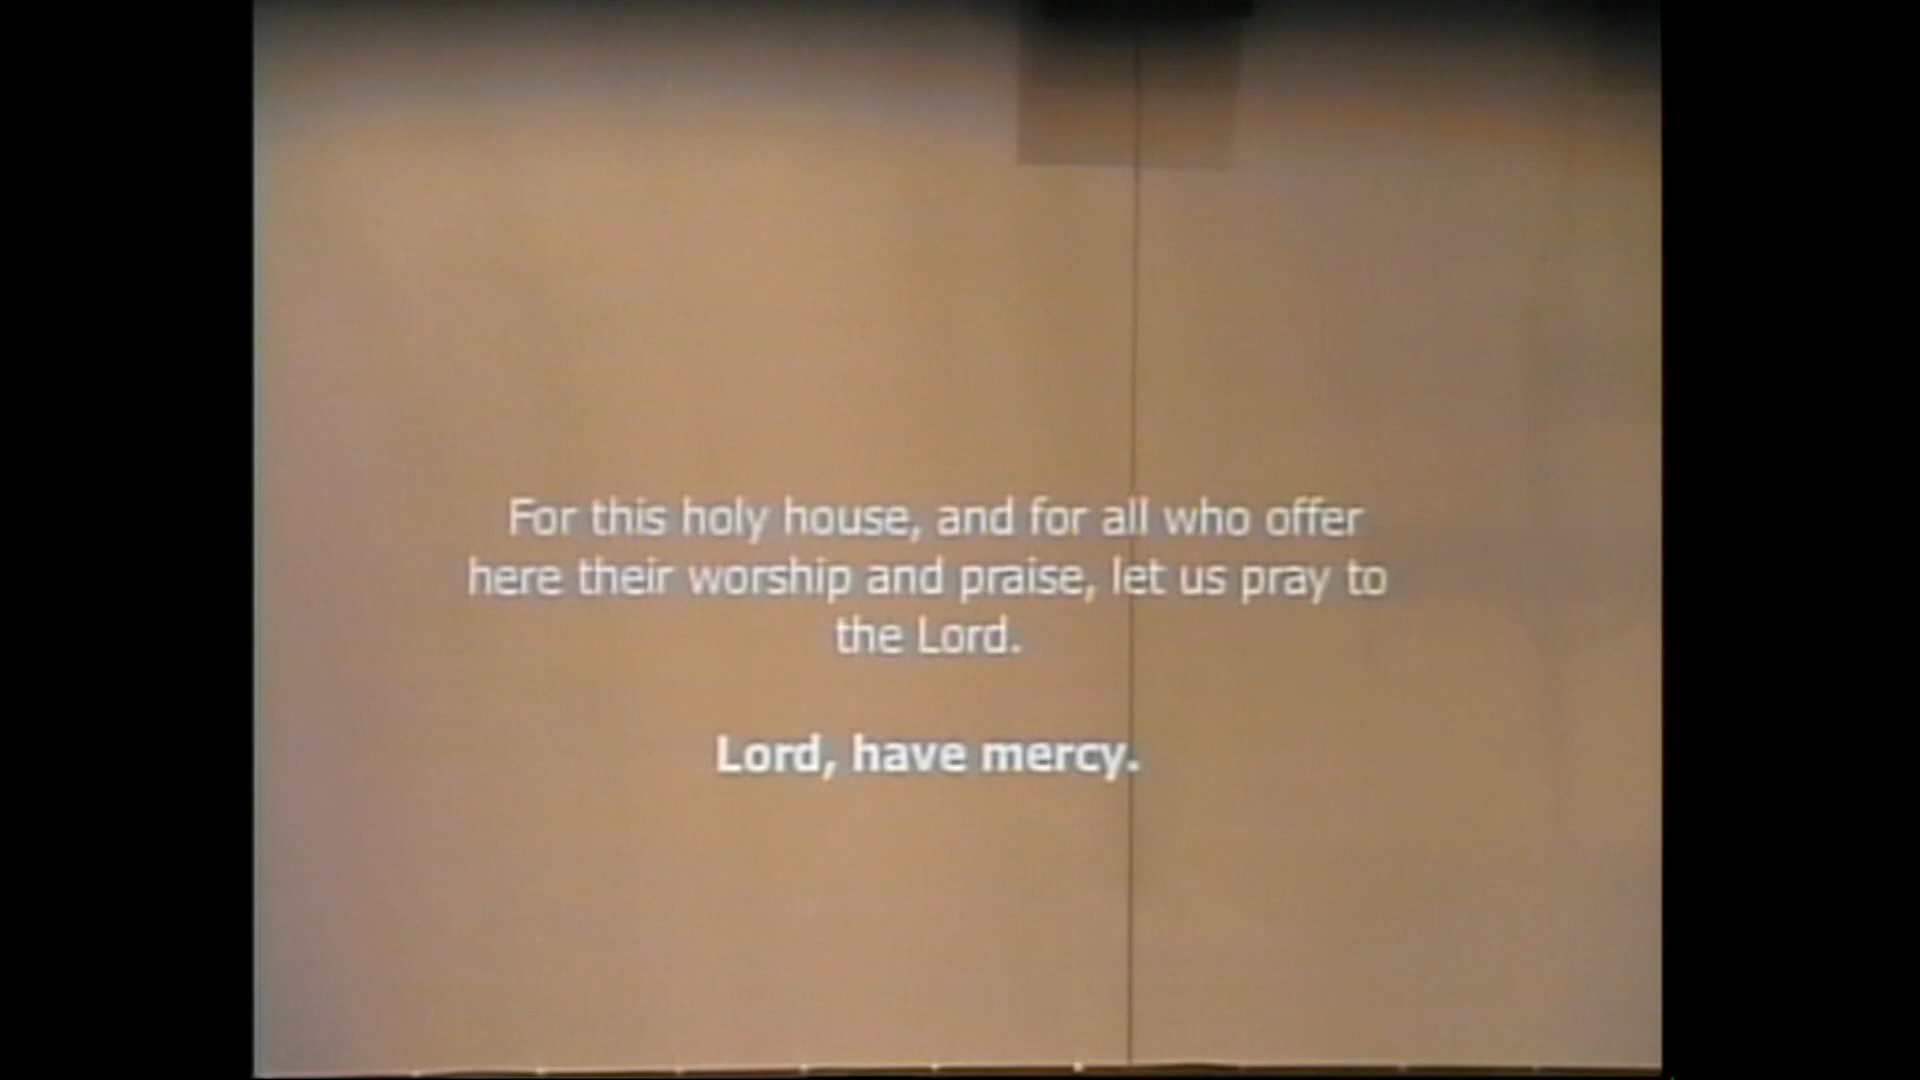 For this holy house, and for all who offer
here their worship and praise, let us pray to
the Lord.
Lord, have mercy.